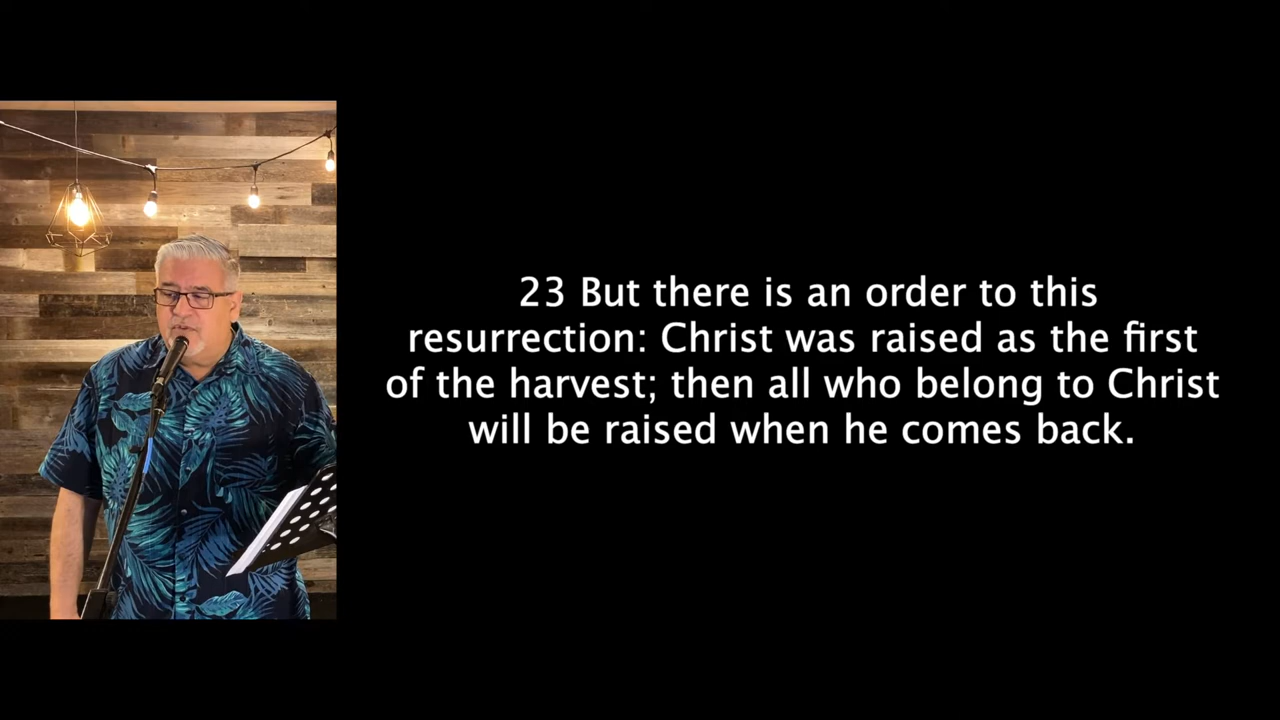 23 But there is an order to this
resurrection: Christ was raised as the first
of the harvest; then all who belong to Christ
will be raised when he comes back.